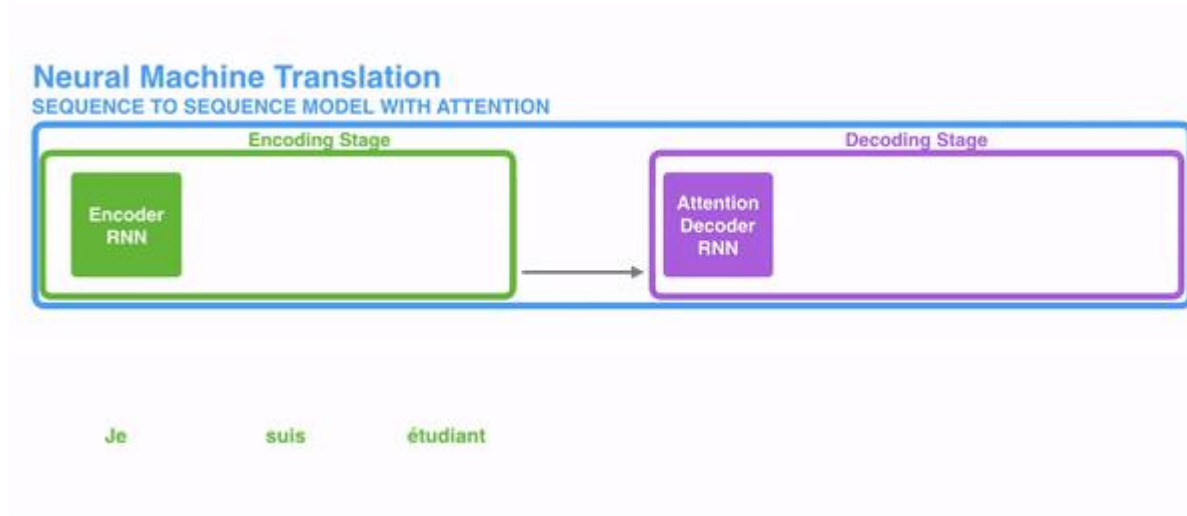 Neural Machine Translation
SEQUENCE TO SEQUENCE MODEL WITH ATTENTION
Encoding Stage
Decoding Stage
Encoder
RNN
Attention
Decoder
RNN
Je suis étudiant